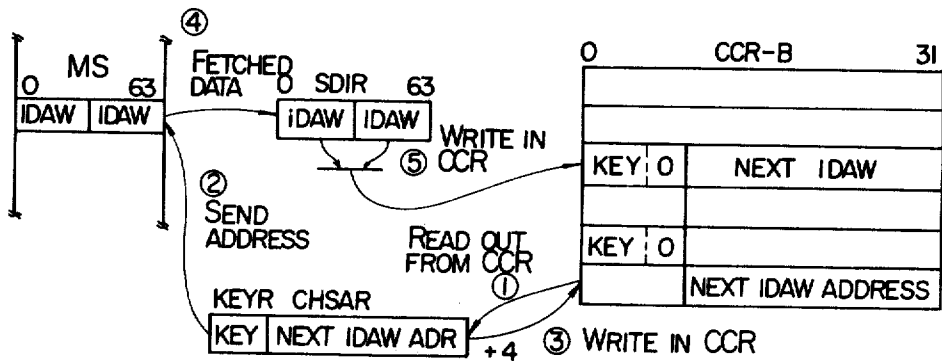 ④
MS
0 63
IDAW IDAW
FETCHED
DATA
0 SDIR 63
iDAW IDAW
⑤ WRITE IN
CCR
0 CCR-B 31
KEY 0 NEXT IDAW
KEY 0
NEXT IDAW ADDRESS
②
SEND
ADDRESS
READ OUT
FROM CCR
①
KEYR CHSAR
KEY NEXT IDAW ADR
+4
③ WRITE IN CCR